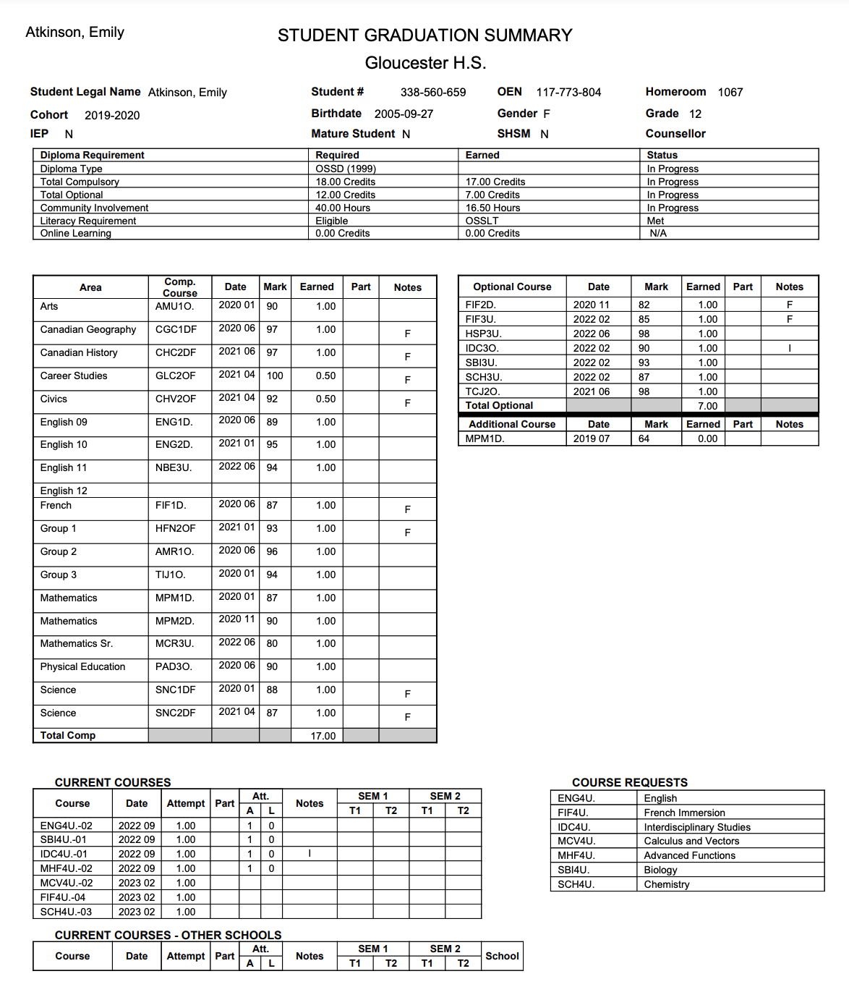 Atkinson, Emily
STUDENT GRADUATION SUMMARY
Gloucester H.S.
Student Legal Name Atkinson, Emily Student # 338-560-659 OEN 117-773-804 Homeroom 1067
Cohort 2019-2020 Birthdate 2005-09-27 Gender F Grade 12
IEP N Mature Student N SHSM N Counsellor
Diploma Requirement Required Earned Status
Diploma Type OSSD (1999) In Progress
Total Compulsory 18.00 Credits 17.00 Credits In Progress
Total Optional 12.00 Credits 7.00 Credits In Progress
Community Involvement 40.00 Hours 16.50 Hours In Progress
Literacy Requirement Eligible OSSLT Met
Online Learning 0.00 Credits 0.00 Credits N/A
Area Comp. Course Date Mark Earned Part Notes
Arts AMU1O. 2020 01 90 1.00
Canadian Geography CGC1DF 2020 06 97 1.00 F
Canadian History CHC2DF 2021 06 97 1.00 F
Career Studies GLC2OF 2021 04 100 0.50 F
Civics CHV2OF 2021 04 92 0.50 F
English 09 ENG1D. 2020 06 89 1.00
English 10 ENG2D. 2021 01 95 1.00
English 11 NBE3U. 2022 06 94 1.00
English 12
French FIF1D. 2020 06 87 1.00 F
Group 1 HFN2OF 2021 01 93 1.00 F
Group 2 AMR1O. 2020 06 96 1.00
Group 3 TIJ1O. 2020 01 94 1.00
Mathematics MPM1D. 2020 01 87 1.00
Mathematics MPM2D. 2020 11 90 1.00
Mathematics Sr. MCR3U. 2022 06 80 1.00
Physical Education PAD3O. 2020 06 90 1.00
Science SNC1DF 2020 01 88 1.00 F
Science SNC2DF 2021 04 87 1.00 F
Total Comp 17.00
Optional Course Date Mark Earned Part Notes
FIF2D. 2020 11 82 1.00 F
FIF3U. 2022 02 85 1.00 F
HSP3U. 2022 06 98 1.00
IDC3O. 2022 02 90 1.00 I
SBI3U. 2022 02 93 1.00
SCH3U. 2022 02 87 1.00
TCJ2O. 2021 06 98 1.00
Total Optional 7.00
Additional Course Date Mark Earned Part Notes
MPM1D. 2019 07 64 0.00
CURRENT COURSES
Course Date Attempt Part Att. Notes SEM 1 SEM 2
A L T1 T2 T1 T2
ENG4U.-02 2022 09 1.00 1 0
SBI4U.-01 2022 09 1.00 1 0
IDC4U.-01 2022 09 1.00 1 0 I
MHF4U.-02 2022 09 1.00 1 0
MCV4U.-02 2023 02 1.00
FIF4U.-04 2023 02 1.00
SCH4U.-03 2023 02 1.00
COURSE REQUESTS
ENG4U. English
FIF4U. French Immersion
IDC4U. Interdisciplinary Studies
MCV4U. Calculus and Vectors
MHF4U. Advanced Functions
SBI4U. Biology
SCH4U. Chemistry
CURRENT COURSES - OTHER SCHOOLS
Course Date Attempt Part Att. Notes SEM 1 SEM 2 School
A L T1 T2 T1 T2